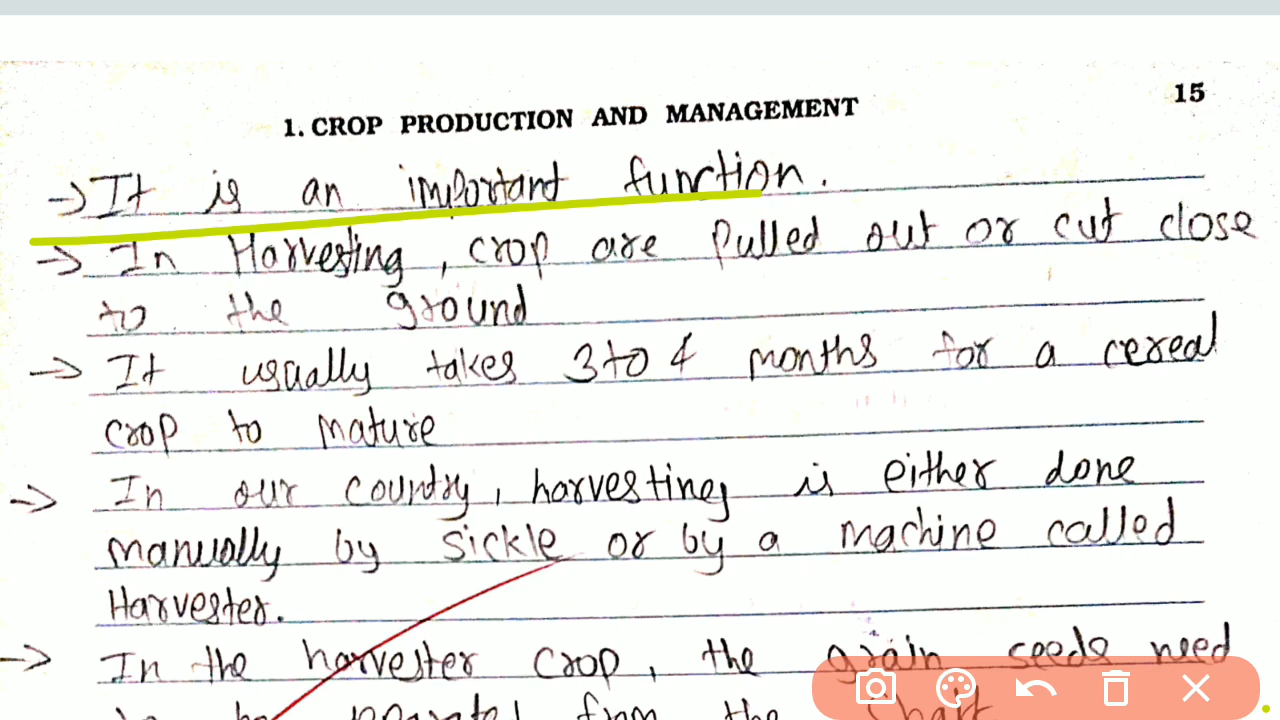 15
1. CROP PRODUCTION AND MANAGEMENT
→ It is an important function.
→ In Harvesting, crop are pulled out or cut close
to the ground
→ It usually takes 3 to 4 months for a cereal
crop to mature
→ In our country, harvesting is either done
manually by sickle or by a machine called
Harvester.
→ In the harvester crop, the grain seeds need
from the